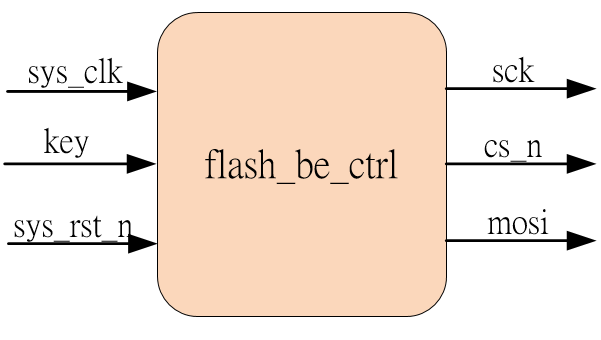 sys_clk
key
sys_rst_n
flash_be_ctrl
sck
cs_n
mosi